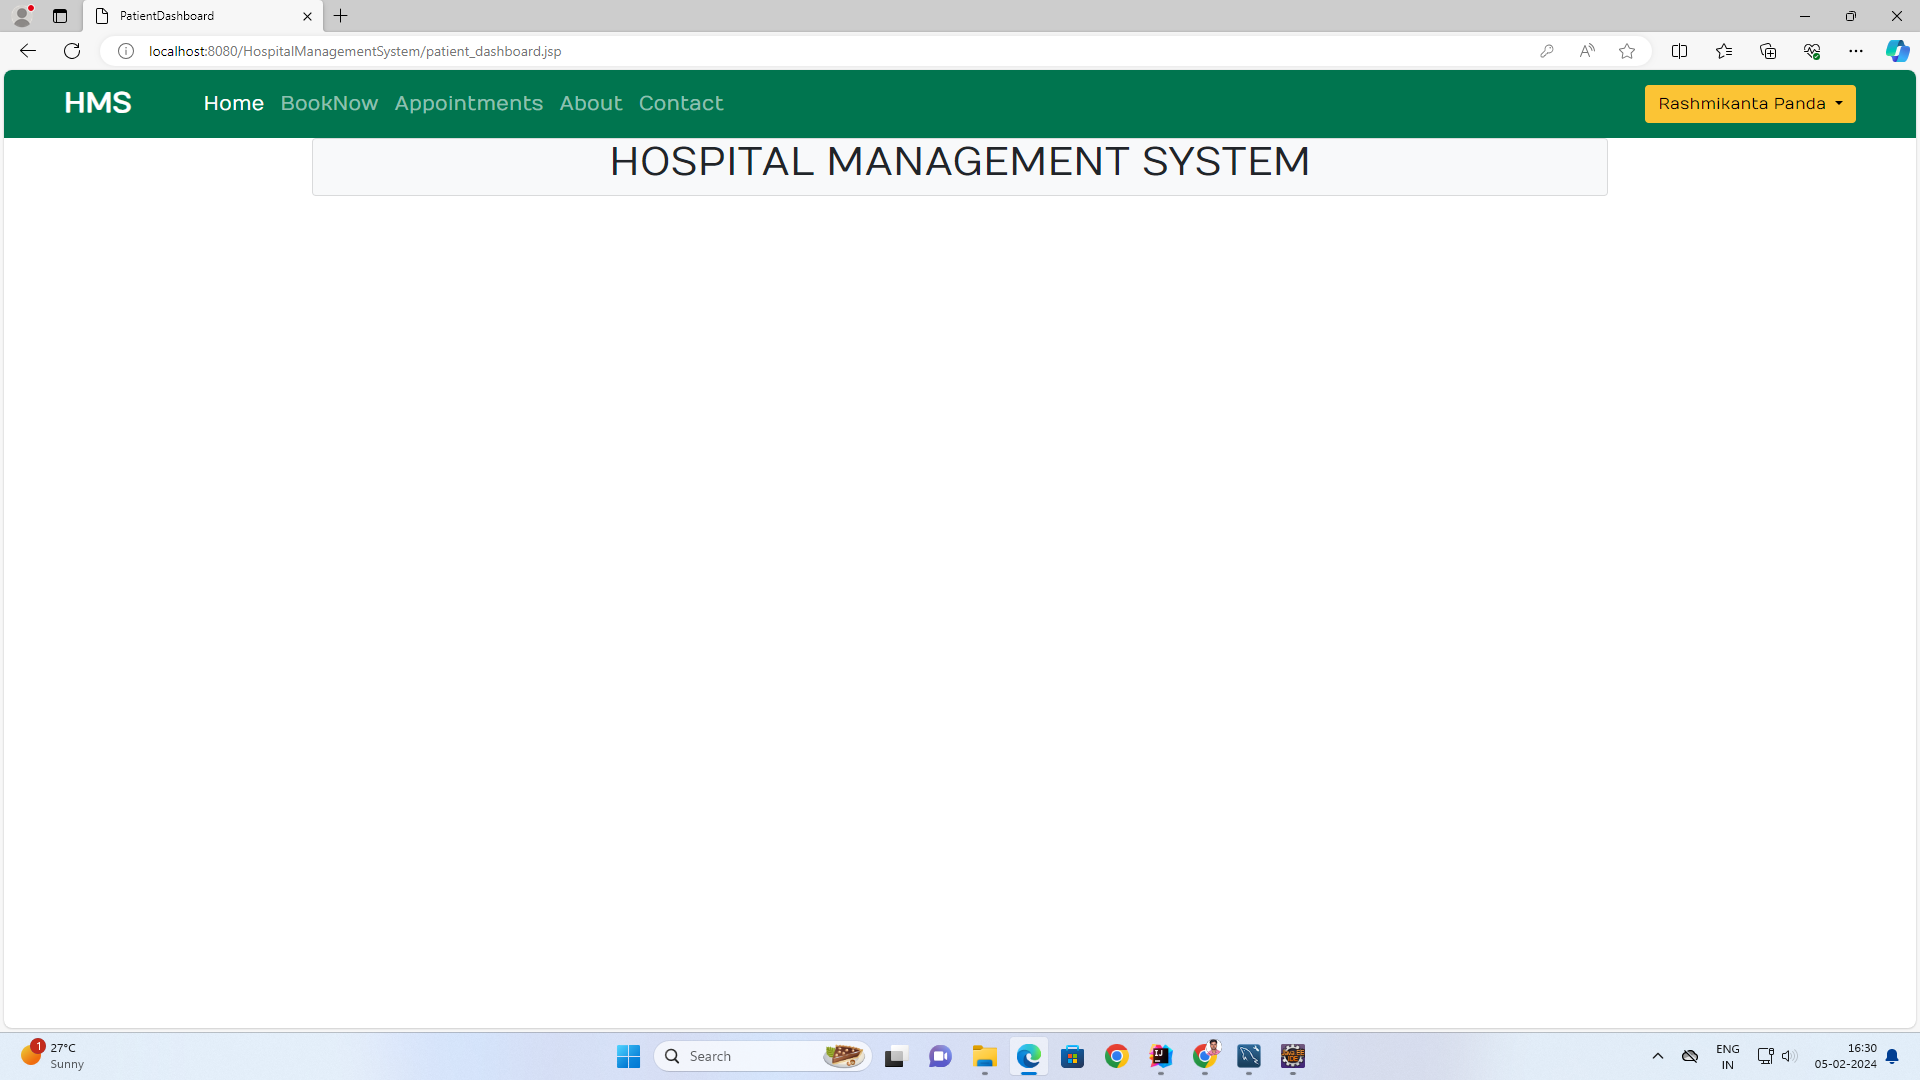 PatientDashboard
localhost:8080/HospitalManagementSystem/patient_dashboard.jsp
HMS
Home BookNow Appointments About Contact
Rashmikanta Panda
HOSPITAL MANAGEMENT SYSTEM
1
27°C
Sunny
Search
ENG
IN
16:30
05-02-2024